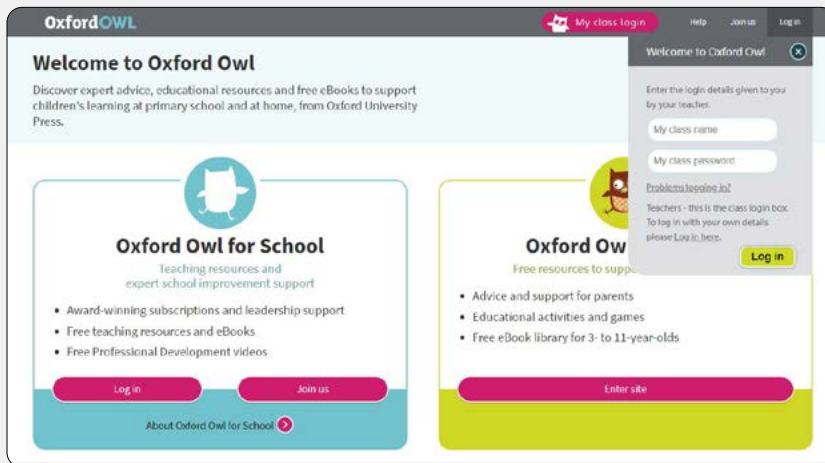 OxfordOWL
My class login
Help
Join us
Log in
Welcome to Oxford Owl
Discover expert advice, educational resources and free eBooks to support
children's learning at primary school and at home, from Oxford University
Press.
Welcome to Oxford Owl
Enter the login details given to you
by your teacher.
My class name
My class password
Problems logging in?
Teachers - this is the class login box.
To log in with your own details
please Log in here.
Log in
Oxford Owl for School
Teaching resources and
expert school improvement support
• Award-winning subscriptions and leadership support
• Free teaching resources and eBooks
• Free Professional Development videos
Log in
Join us
About Oxford Owl for School
Oxford Ow
Free resources to supp
• Advice and support for parents
• Educational activities and games
• Free eBook library for 3- to 11-year-olds
Enter site